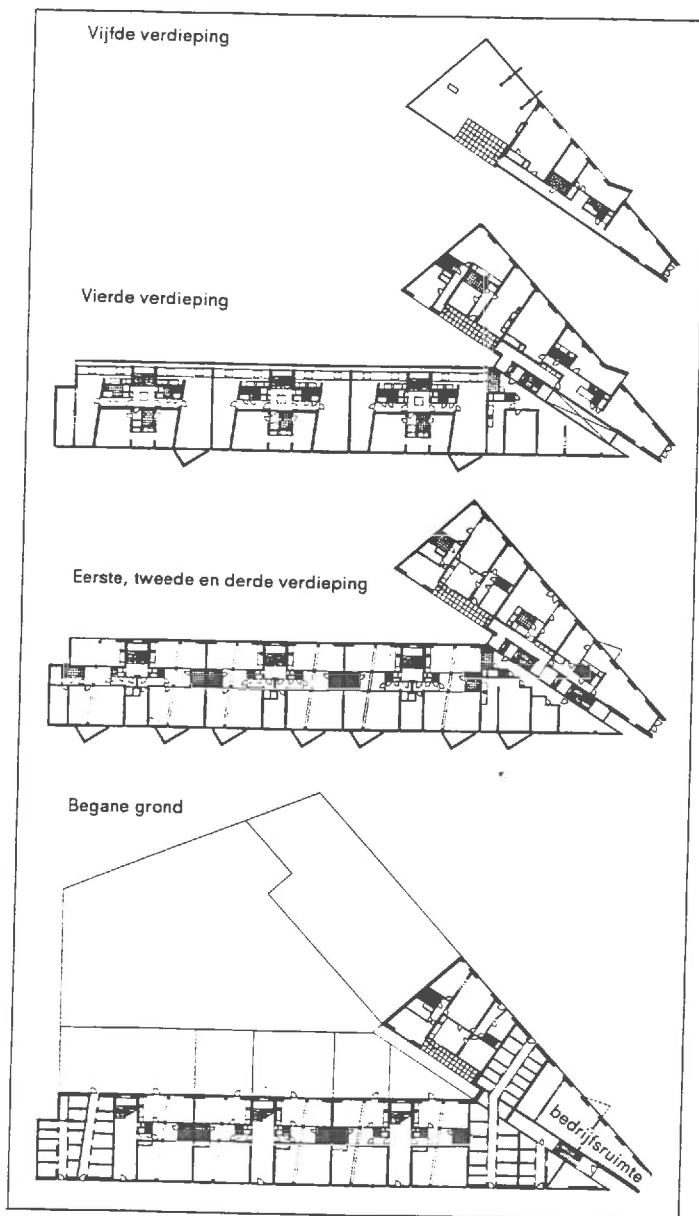 Vijfde verdieping
Vierde verdieping
Eerste, tweede en derde verdieping
Begane grond
bedrijfsruimte